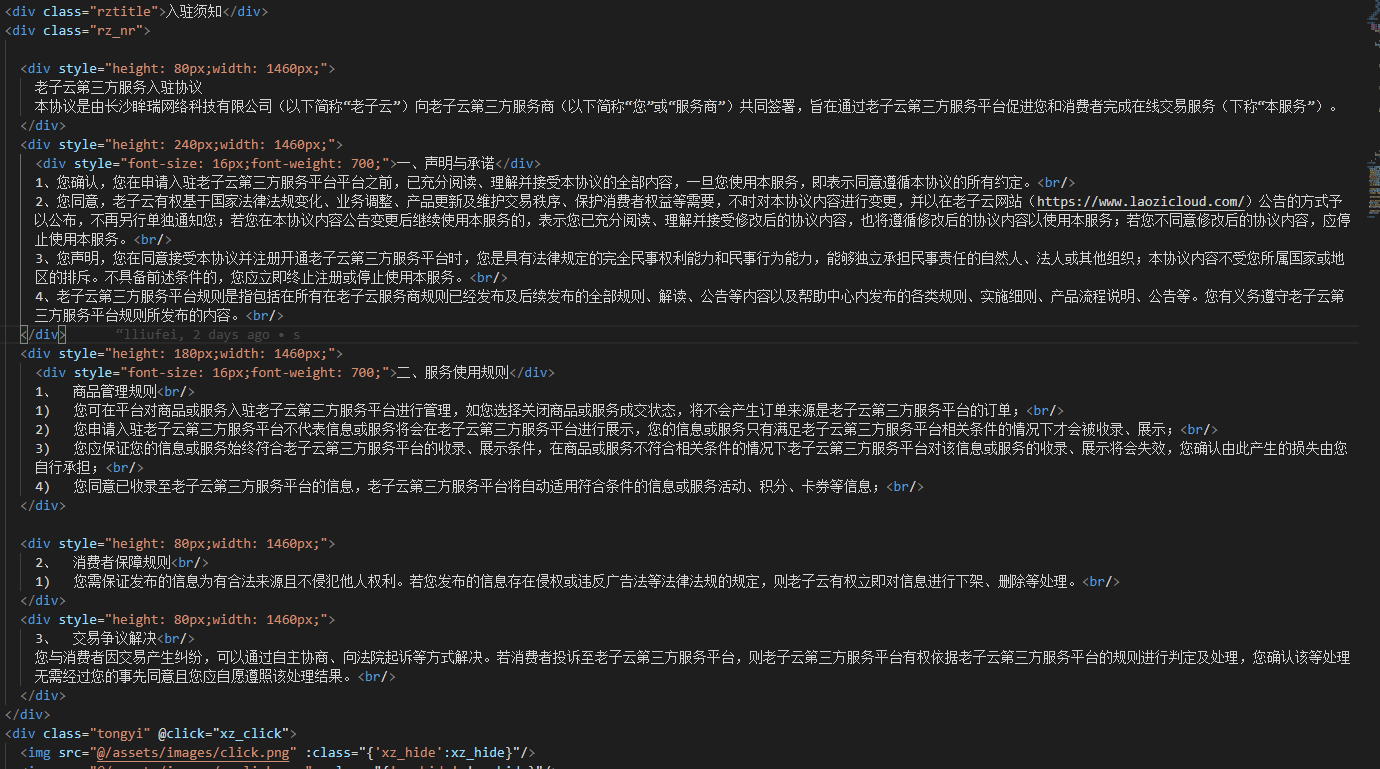 <div class="rztitle">入驻须知</div>
<div class="rz_nr">
<div style="height: 80px;width: 1460px;">
老子云第三方服务入驻协议
本协议是由长沙眸瑞网络科技有限公司（以下简称“老子云”）向老子云第三方服务商（以下简称“您”或“服务商”）共同签署，旨在通过老子云第三方服务平台促进您和消费者完成在线交易服务（下称“本服务”）。
</div>
<div style="height: 240px;width: 1460px;">
<div style="font-size: 16px;font-weight: 700;">一、声明与承诺</div>
1、您确认，您在申请入驻老子云第三方服务平台平台之前，已充分阅读、理解并接受本协议的全部内容，一旦您使用本服务，即表示同意遵循本协议的所有约定。<br/>
2、您同意，老子云有权基于国家法律法规变化、业务调整、产品更新及维护交易秩序、保护消费者权益等需要，不时对本协议内容进行变更，并以在老子云网站（https://www.laozicloud.com/）公告的方式予
以公布，不再另行单独通知您；若您在本协议内容公告变更后继续使用本服务的，表示您已充分阅读、理解并接受修改后的协议内容，也将遵循修改后的协议内容以使用本服务；若您不同意修改后的协议内容，应停
止使用本服务。<br/>
3、您声明，您在同意接受本协议并注册开通老子云第三方服务平台时，您是具有法律规定的完全民事权利能力和民事行为能力，能够独立承担民事责任的自然人、法人或其他组织；本协议内容不受您所属国家或地
区的排斥。不具备前述条件的，您应立即终止注册或停止使用本服务。<br/>
4、老子云第三方服务平台规则是指包括在所有在老子云服务商规则已经发布及后续发布的全部规则、解读、公告等内容以及帮助中心内发布的各类规则、实施细则、产品流程说明、公告等。您有义务遵守老子云第
三方服务平台规则所发布的内容。<br/>
</div> “lliufei, 2 days ago • s
<div style="height: 180px;width: 1460px;">
<div style="font-size: 16px;font-weight: 700;">二、服务使用规则</div>
1、 商品管理规则<br/>
1) 您可在平台对商品或服务入驻老子云第三方服务平台进行管理，如您选择关闭商品或服务成交状态，将不会产生订单来源是老子云第三方服务平台的订单；<br/>
2) 您申请入驻老子云第三方服务平台不代表信息或服务将会在老子云第三方服务平台进行展示，您的信息或服务只有满足老子云第三方服务平台相关条件的情况下才会被收录、展示；<br/>
3) 您应保证您的信息或服务始终符合老子云第三方服务平台的收录、展示条件，在商品或服务不符合相关条件的情况下老子云第三方服务平台对该信息或服务的收录、展示将会失效，您确认由此产生的损失由您
自行承担；<br/>
4) 您同意已收录至老子云第三方服务平台的信息，老子云第三方服务平台将自动适用符合条件的信息或服务活动、积分、卡券等信息；<br/>
</div>
<div style="height: 80px;width: 1460px;">
2、 消费者保障规则<br/>
1) 您需保证发布的信息为有合法来源且不侵犯他人权利。若您发布的信息存在侵权或违反广告法等法律法规的规定，则老子云有权立即对信息进行下架、删除等处理。<br/>
</div>
<div style="height: 80px;width: 1460px;">
3、 交易争议解决<br/>
您与消费者因交易产生纠纷，可以通过自主协商、向法院起诉等方式解决。若消费者投诉至老子云第三方服务平台，则老子云第三方服务平台有权依据老子云第三方服务平台的规则进行判定及处理，您确认该等处理
无需经过您的事先同意且您应自愿遵照该处理结果。<br/>
</div>
</div>
<div class="tongyi" @click="xz_click">
<img src="@/assets/images/click.png" :class="{'xz_hide':xz_hide}"/>